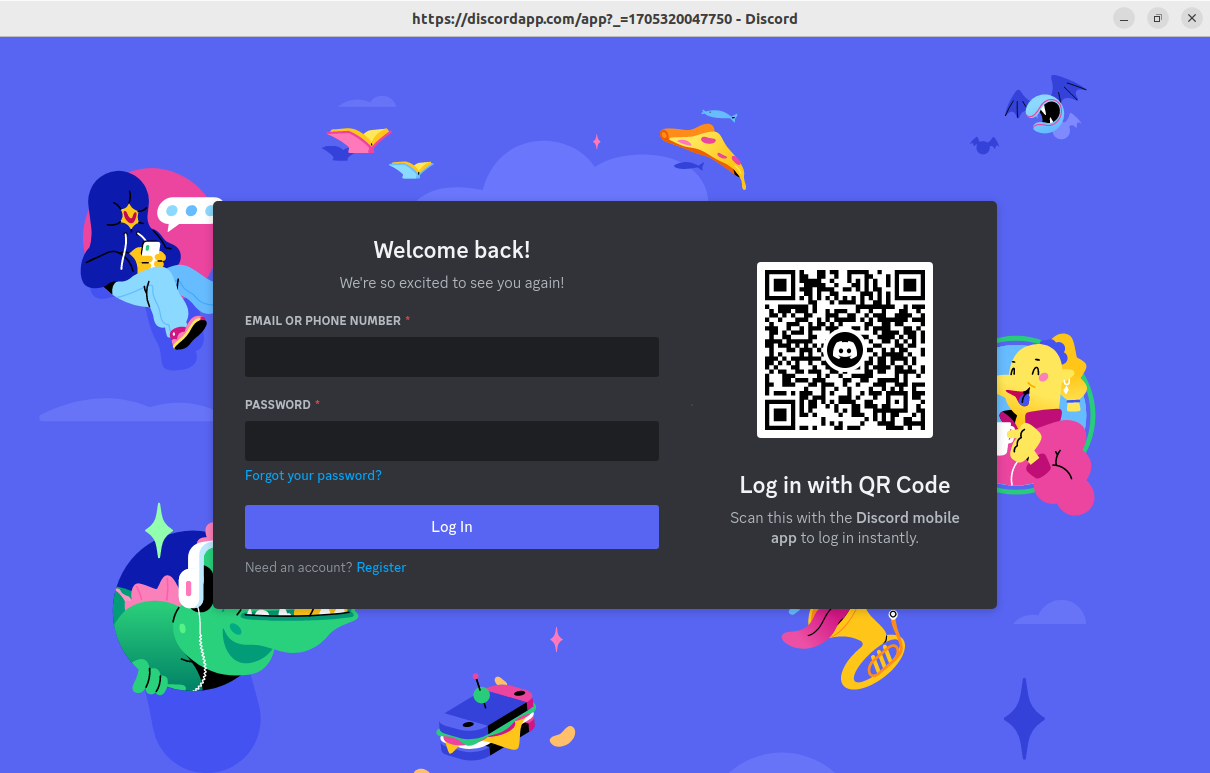 https://discordapp.com/app?_=1705320047750 - Discord
Welcome back!
We're so excited to see you again!
EMAIL OR PHONE NUMBER *
PASSWORD *
Forgot your password?
Log In
Need an account? Register
Log in with QR Code
Scan this with the Discord mobile
app to log in instantly.